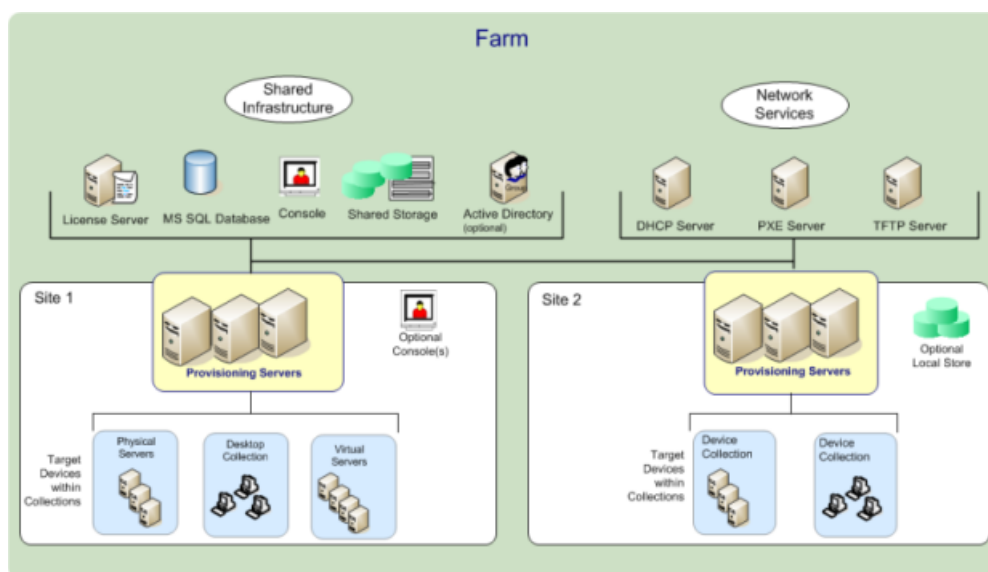 Farm
Shared
Infrastructure
Network
Services
License Server
MS SQL Database
Console
Shared Storage
Group
Active Directory
(optional)
DHCP Server
PXE Server
TFTP Server
Site 1
Provisioning Servers
Optional
Console(s)
Target
Devices
within
Collections
Physical
Servers
Desktop
Collection
Virtual
Servers
Site 2
Provisioning Servers
Optional
Local Store
Target
Devices
within
Collections
Device
Collection
Device
Collection